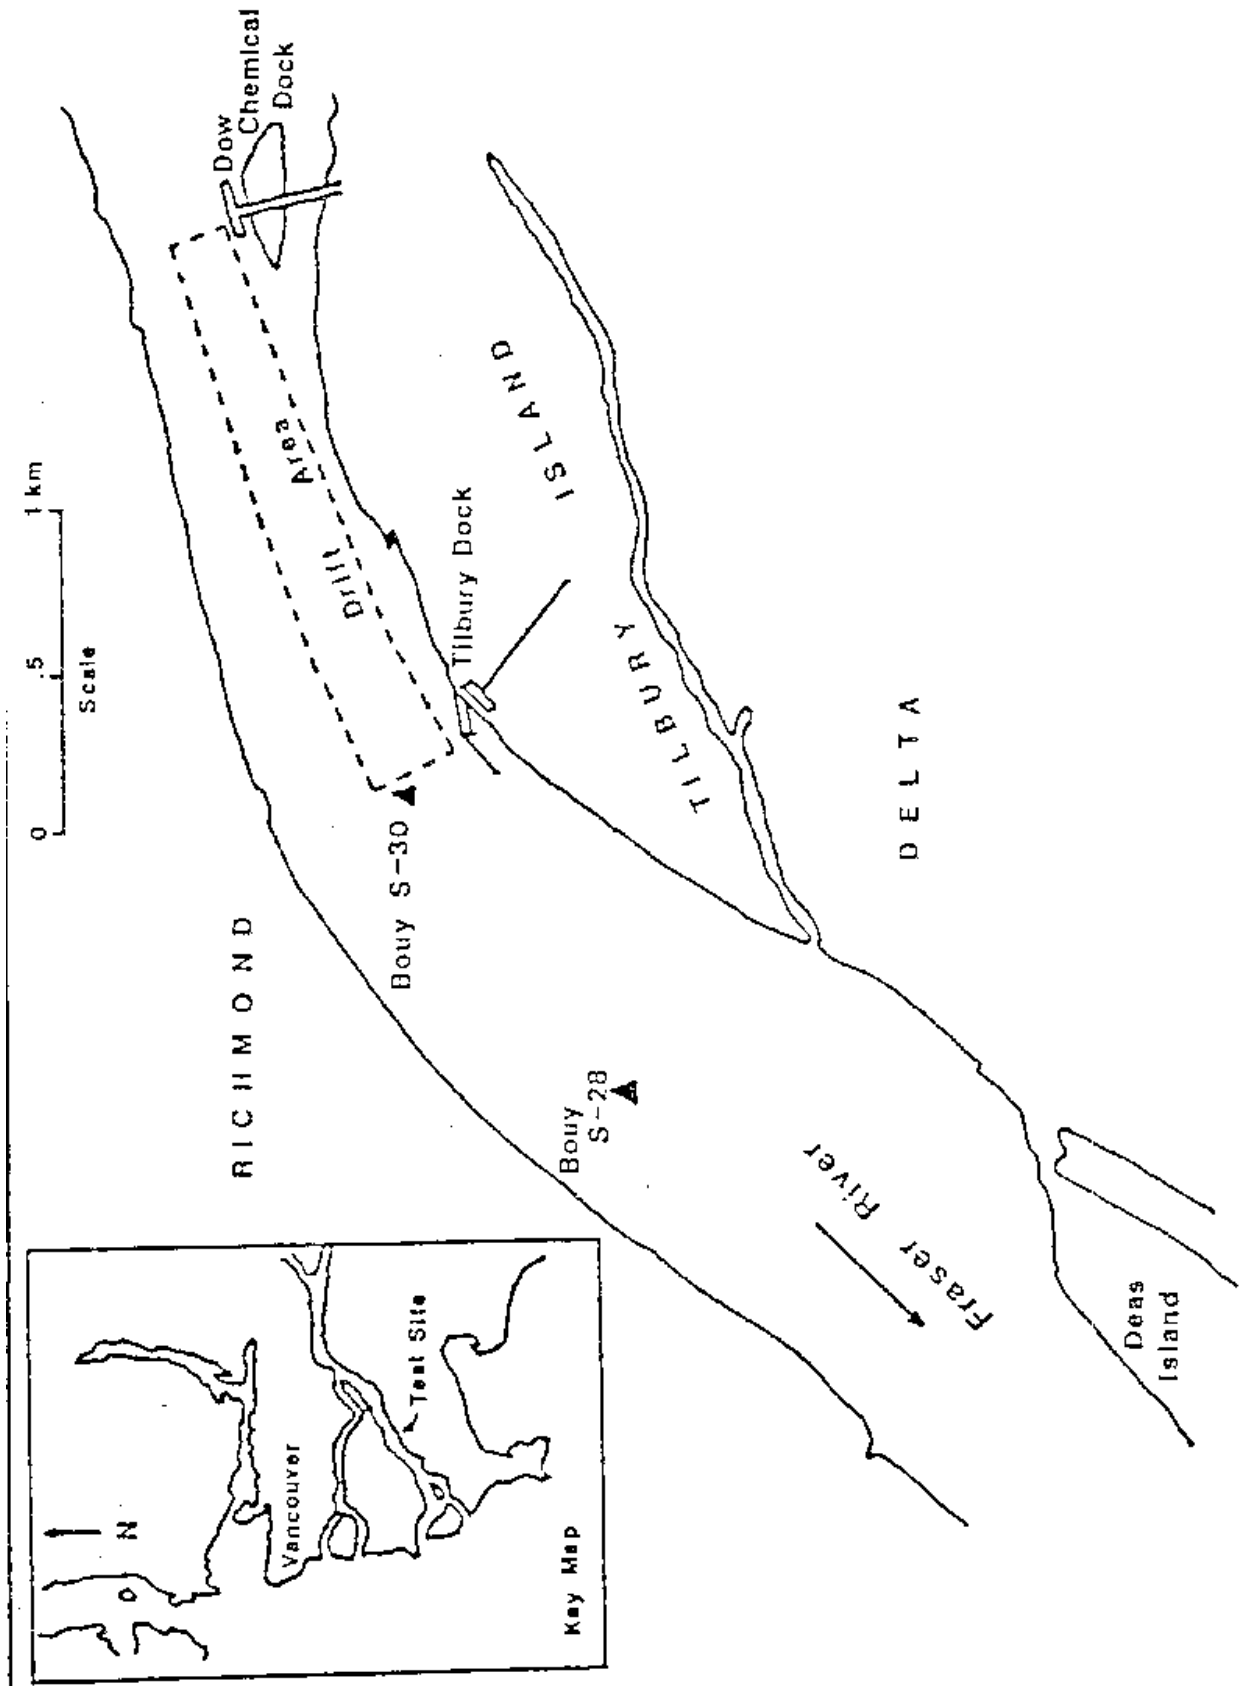 0
.5
1 km
Scale
RICHMOND
Dow
Chemical
Dock
Drift Area
Bouy S-30
Tilbury Dock
TILBURY ISLAND
Bouy
S-28
DELTA
Fraser River
Deas
Island
N
Vancouver
Test Site
Key Map